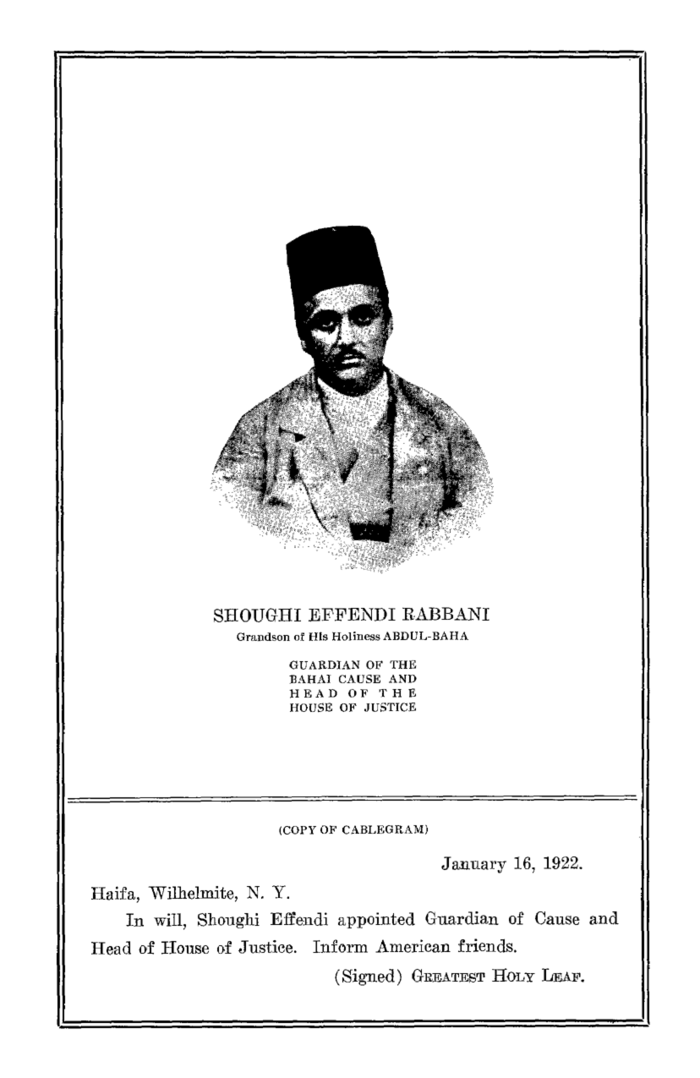 SHOUGHI EFFENDI RABBANI
Grandson of His Holiness ABDUL-BAHA
GUARDIAN OF THE
BAHAI CAUSE AND
HEAD OF THE
HOUSE OF JUSTICE
(COPY OF CABLEGRAM)
January 16, 1922.
Haifa, Wilhelmite, N. Y.
In will, Shoughi Effendi appointed Guardian of Cause and
Head of House of Justice. Inform American friends.
(Signed) GREATEST HOLY LEAF.